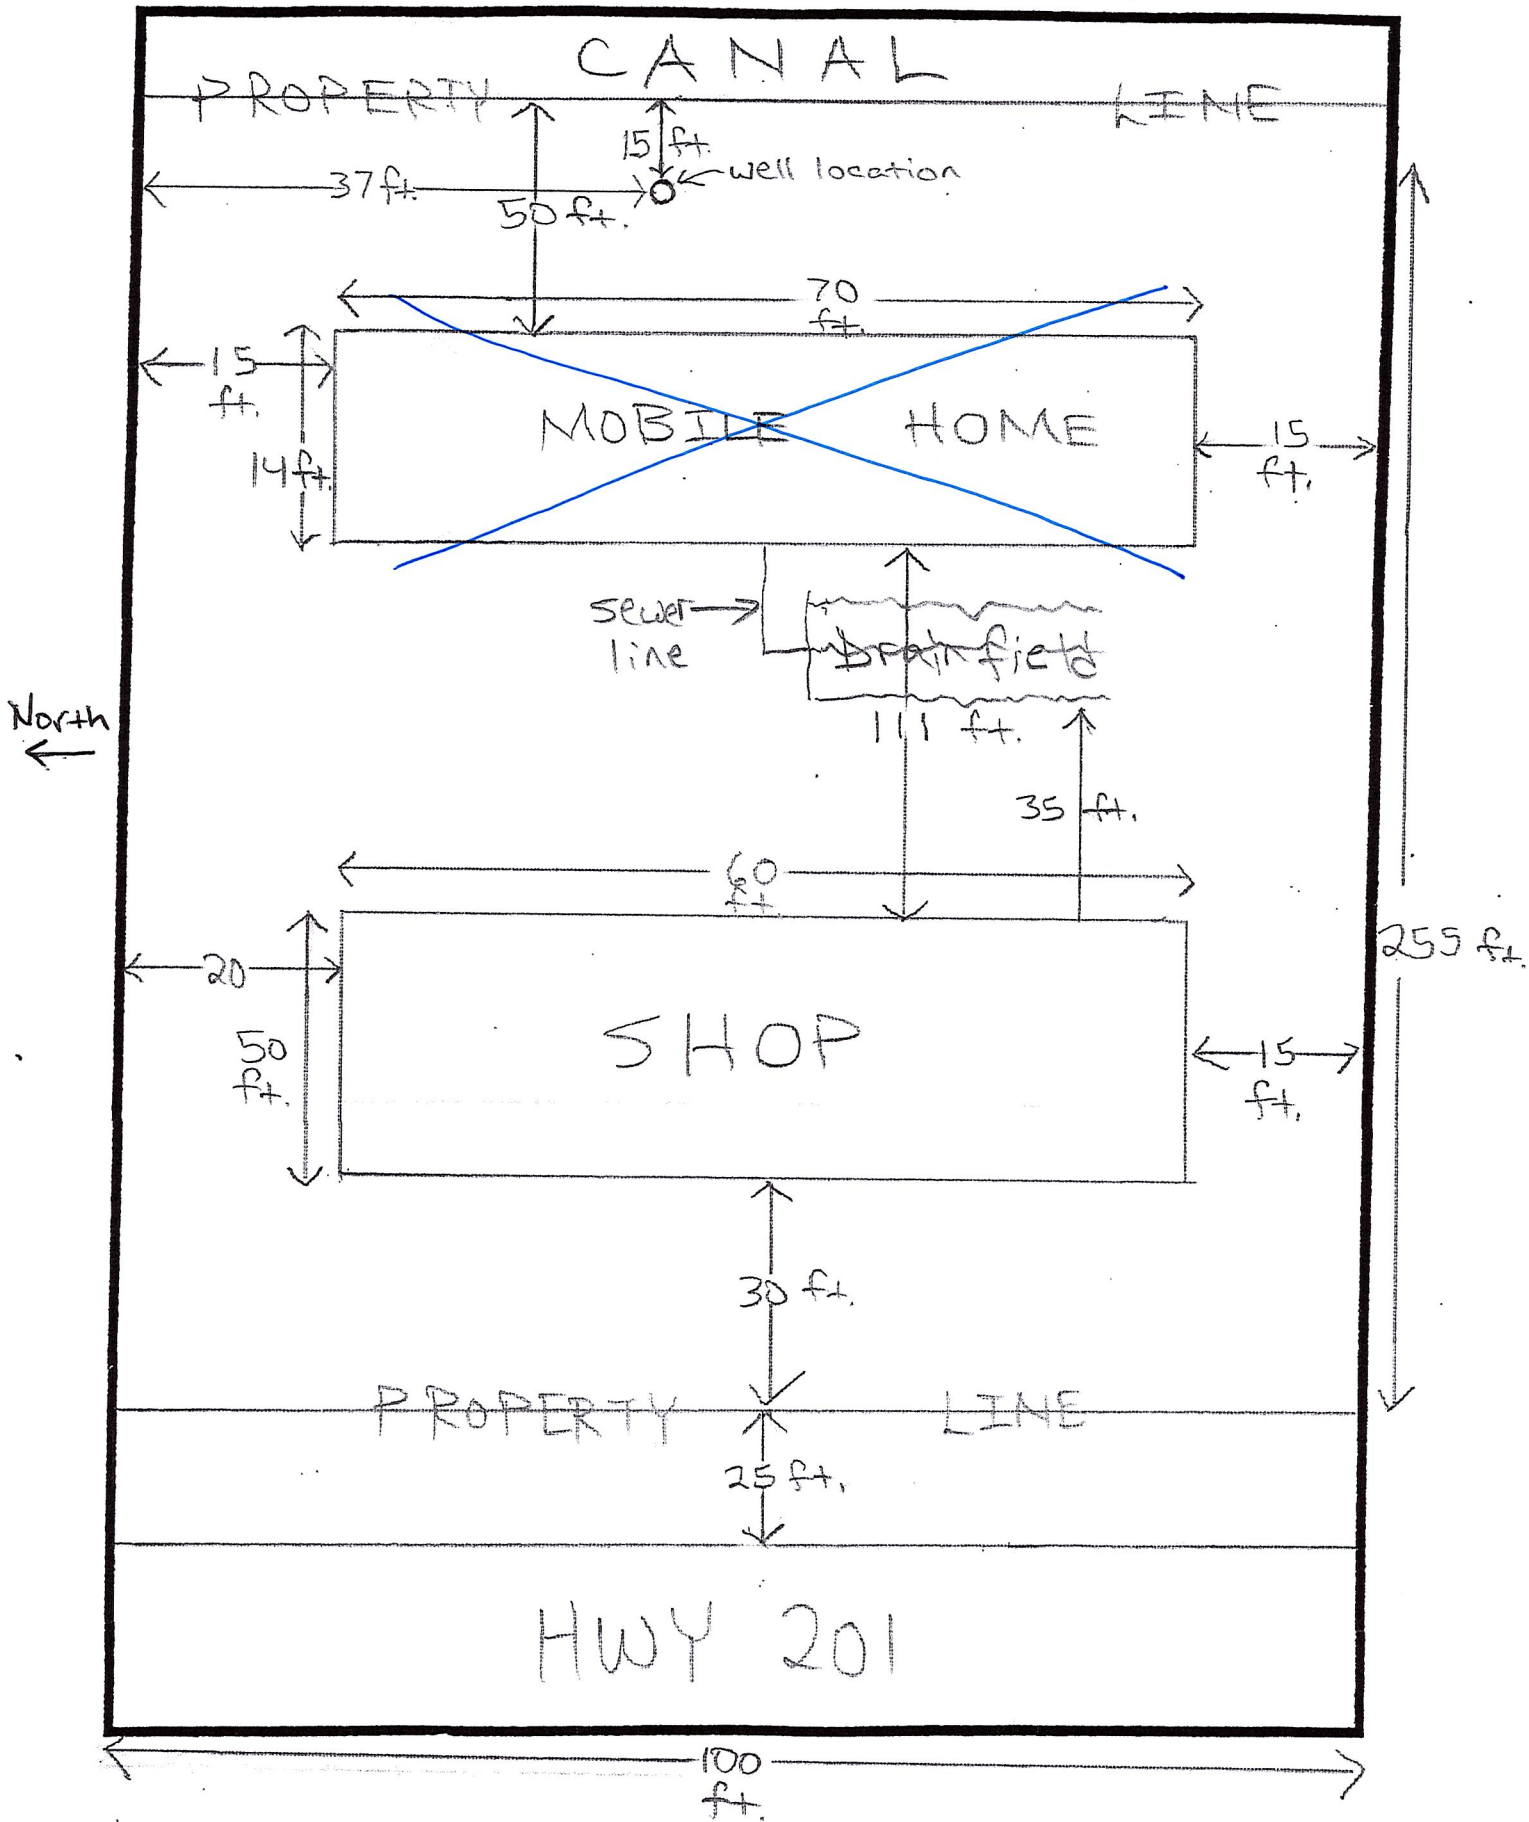 CANAL
PROPERTY LINE
15 ft.
well location
37 ft.
50 ft.
70
ft.
15
ft.
MOBILE HOME
14 ft.
15
ft.
sewer
line
Drain field
North
111 ft.
35 ft.
60
ft.
255 ft.
20
SHOP
50
ft.
15
ft.
30 ft.
PROPERTY LINE
25 ft.
HWY 201
100
ft.